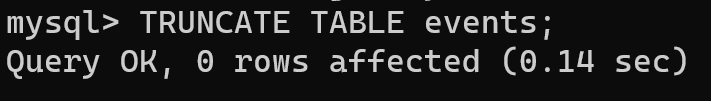 mysql> TRUNCATE TABLE events;
Query OK, 0 rows affected (0.14 sec)